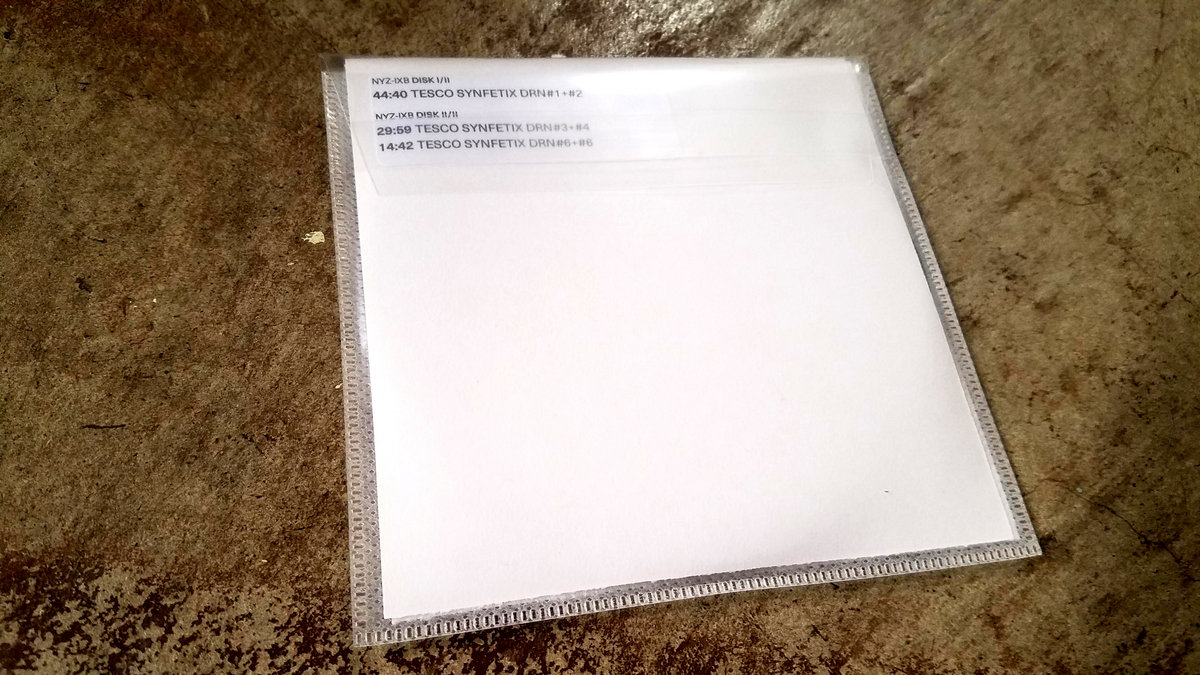 NYZ-IXB DISK I/II
44:40 TESCO SYNFETIX DRN#1+#2
NYZ-IXB DISK II/II
29:59 TESCO SYNFETIX DRN#3+#4
14:42 TESCO SYNFETIX DRN#6+#6